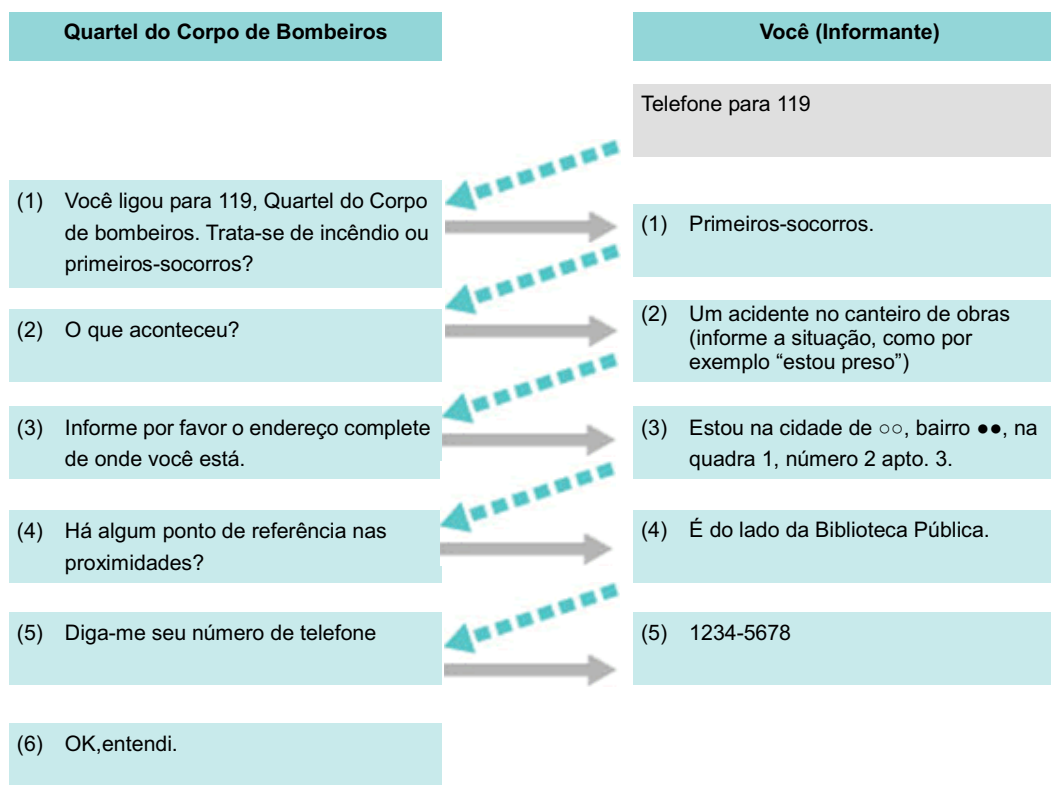 Quartel do Corpo de Bombeiros
Você (Informante)
Telefone para 119
(1) Você ligou para 119, Quartel do Corpo
de bombeiros. Trata-se de incêndio ou
primeiros-socorros?
(1) Primeiros-socorros.
(2) O que aconteceu?
(2) Um acidente no canteiro de obras
(informe a situação, como por
exemplo “estou preso”)
(3) Informe por favor o endereço complete
de onde você está.
(3) Estou na cidade de ○○, bairro ●●, na
quadra 1, número 2 apto. 3.
(4) Há algum ponto de referência nas
proximidades?
(4) É do lado da Biblioteca Pública.
(5) Diga-me seu número de telefone
(5) 1234-5678
(6) OK,entendi.